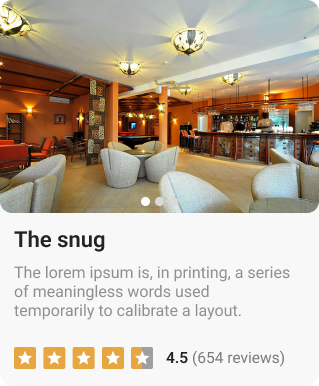 The snug
The lorem ipsum is, in printing, a series
of meaningless words used
temporarily to calibrate a layout.
4.5 (654 reviews)